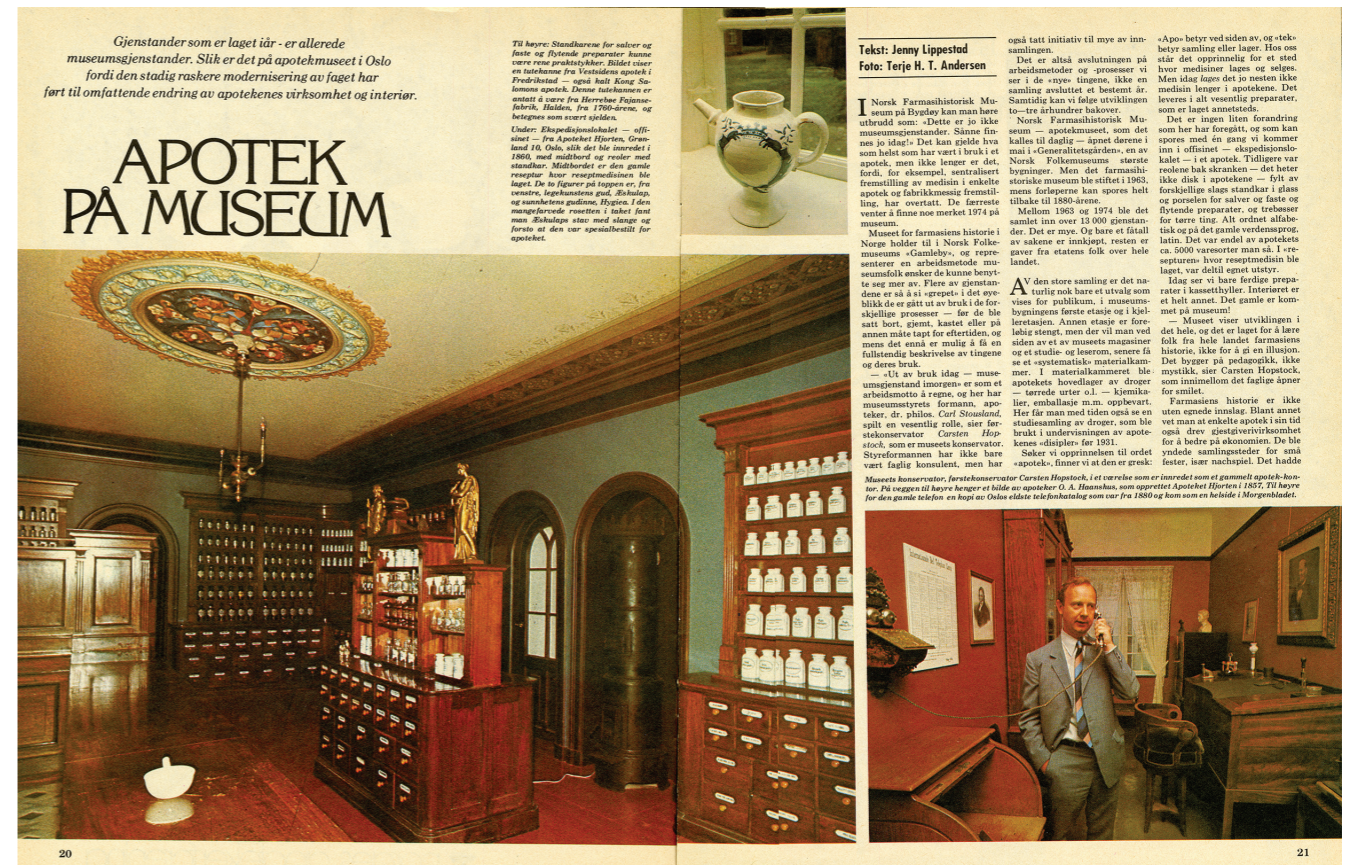 Gjenstander som er laget iår - er allerede
museumsgjenstander. Slik er det på apotekmuseet i Oslo
fordi den stadig raskere modernisering av faget har
ført til omfattende endring av apotekenes virksomhet og interiør.
APOTEK
PÅ MUSEUM
Til høyre: Standkarene for salver og
faste og flytende preparater kunne
være rene praktstykker. Bildet viser
en tutekanne fra Vestsidens apotek i
Fredrikstad — også kalt Kong Sa-
lomons apotek. Denne tutekannen er
antatt å være fra Herrebøe Fajanse-
fabrik, Halden, fra 1760-årene, og
betegnes som svært sjelden.
Under: Ekspedisjonslokalet — offi-
sinet — fra Apoteket Hjorten, Grøn-
land 10, Oslo, slik det ble innredet i
1860, med midtbord og reoler med
standkar. Midtbordet er den gamle
reseptur hvor reseptmedisinen ble
laget. De to figurer på toppen er, fra
venstre, legekunstens gud, Æskulap,
og sunnhetens gudinne, Hygiea. I den
mangefarvede rosetten i taket fant
man Æskulaps stav med slange og
forsto at den var spesialbestilt for
apoteket.
Tekst: Jenny Lippestad
Foto: Terje H. T. Andersen
I Norsk Farmasihistorisk Mu-
seum på Bygdøy kan man høre
utbrudd som: «Dette er jo ikke
museumsgjenstander. Sånne fin-
nes jo idag!» Det kan gjelde hva
som helst som har vært i bruk i et
apotek, men ikke lenger er det,
fordi, for eksempel, sentralisert
fremstilling av medisin i enkelte
apotek og fabrikkmessig fremstil-
ling, har overtatt. De færreste
venter å finne noe merket 1974 på
museum.
Museet for farmasiens historie i
Norge holder til i Norsk Folke-
museums «Gamleby», og repre-
senterer en arbeidsmetode mu-
seumsfolk ønsker de kunne benyt-
te seg mer av. Flere av gjenstan-
dene er så å si «grepet» i det øye-
blikk de er gått ut av bruk i de for-
skjellige prosesser — før de ble
satt bort, gjemt, kastet eller på
annen måte tapt for eftertiden, og
mens det ennå er mulig å få en
fullstendig beskrivelse av tingene
og deres bruk.
— «Ut av bruk idag — muse-
umsgjenstand imorgen» er som et
arbeidsmotto å regne, og her har
museumsstyrets formann, apo-
teker, dr. philos. Carl Stousland,
spilt en vesentlig rolle, sier før-
stekonservator Carsten Hop-
stock, som er museets konservator.
Styreformannen har ikke bare
vært faglig konsulent, men har
også tatt initiativ til mye av inn-
samlingen.
Det er altså avslutningen på
arbeidsmetoder og -prosesser vi
ser i de «nye» tingene, ikke en
samling avsluttet et bestemt år.
Samtidig kan vi følge utviklingen
to—tre århundrer bakover.
Norsk Farmasihistorisk Mu-
seum — apotekmuseet, som det
kalles til daglig — åpnet dørene i
mai i «Generalitetsgården», en av
Norsk Folkemuseums største
bygninger. Men det farmasihi-
storiske museum ble stiftet i 1963,
mens forløperne kan spores helt
tilbake til 1880-årene.
Mellom 1963 og 1974 ble det
samlet inn over 13 000 gjenstan-
der. Det er mye. Og bare et fåtall
av sakene er innkjøpt, resten er
gaver fra etatens folk over hele
landet.
AV den store samling er det na-
turlig nok bare et utvalg som
vises for publikum, i museums-
bygningens første etasje og i kjel-
leretasjen. Annen etasje er fore-
løbig stengt, men der vil man ved
siden av et av museets magasiner
og et studie- og leserom, senere få
se et «systematisk» materialkam-
mer. I materialkammeret ble
apotekets hovedlager av droger
— tørrede urter o.l. — kjemika-
lier, emballasje m.m. oppbevart.
Her får man med tiden også se en
studiesamling av droger, som ble
brukt i undervisningen av apote-
kenes «disipler» før 1931.
Søker vi opprinnelsen til ordet
«apotek», finner vi at den er gresk:
«Apo» betyr ved siden av, og «tek»
betyr samling eller lager. Hos oss
står det opprinnelig for et sted
hvor medisiner lages og selges.
Men idag lages det jo nesten ikke
medisin lenger i apotekene. Det
leveres i alt vesentlig preparater,
som er laget annetsteds.
Det er ingen liten forandring
som her har foregått, og som kan
spores med én gang vi kommer
inn i offisinet — ekspedisjonslo-
kalet — i et apotek. Tidligere var
reolene bak skranken — det heter
ikke disk i apotekene — fylt av
forskjellige slags standkar i glass
og porselen for salver og faste og
flytende preparater, og trebøsser
for tørre ting. Alt ordnet alfabe-
tisk og på det gamle verdenssprog,
latin. Det var endel av apotekets
ca. 5000 varesorter man så. I «re-
septuren» hvor reseptmedisin ble
laget, var deltil egnet utstyr.
Idag ser vi bare ferdige prepa-
rater i kassetthyller. Interiøret er
et helt annet. Det gamle er kom-
met på museum!
— Museet viser utviklingen i
det hele, og det er laget for å lære
folk fra hele landet farmasiens
historie, ikke for å gi en illusjon.
Det bygger på pedagogikk, ikke
mystikk, sier Carsten Hopstock,
som innimellom det faglige åpner
for smilet.
Farmasiens historie er ikke
uten egnede innslag. Blant annet
vet man at enkelte apotek i sin tid
også drev gjestgiverivirksomhet
for å bedre på økonomien. De ble
yndede samlingssteder for små
fester, især nachspiel. Det hadde
Museets konservator, førstekonservator Carsten Hopstock, i et værelse som er innredet som et gammelt apotek-kon-
tor. På veggen til høyre henger et bilde av apoteker O. A. Haanshus, som opprettet Apoteket Hjorten i 1857, Til høyre
for den gamle telefon en kopi av Oslos eldste telefonkatalog som var fra 1880 og kom som en helside i Morgenbladet.
20
21